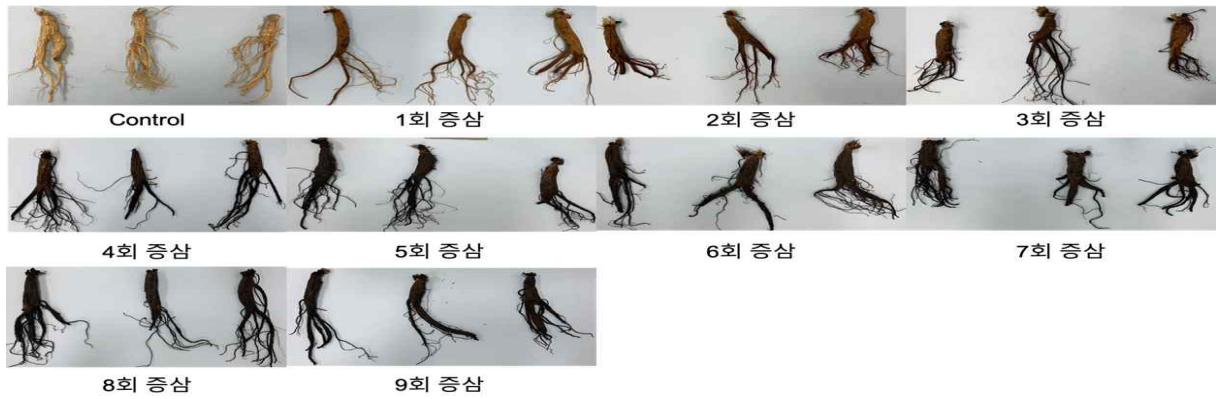 Control
1회 증삼
2회 증삼
3회 증삼
4회 증삼
5회 증삼
6회 증삼
7회 증삼
8회 증삼
9회 증삼